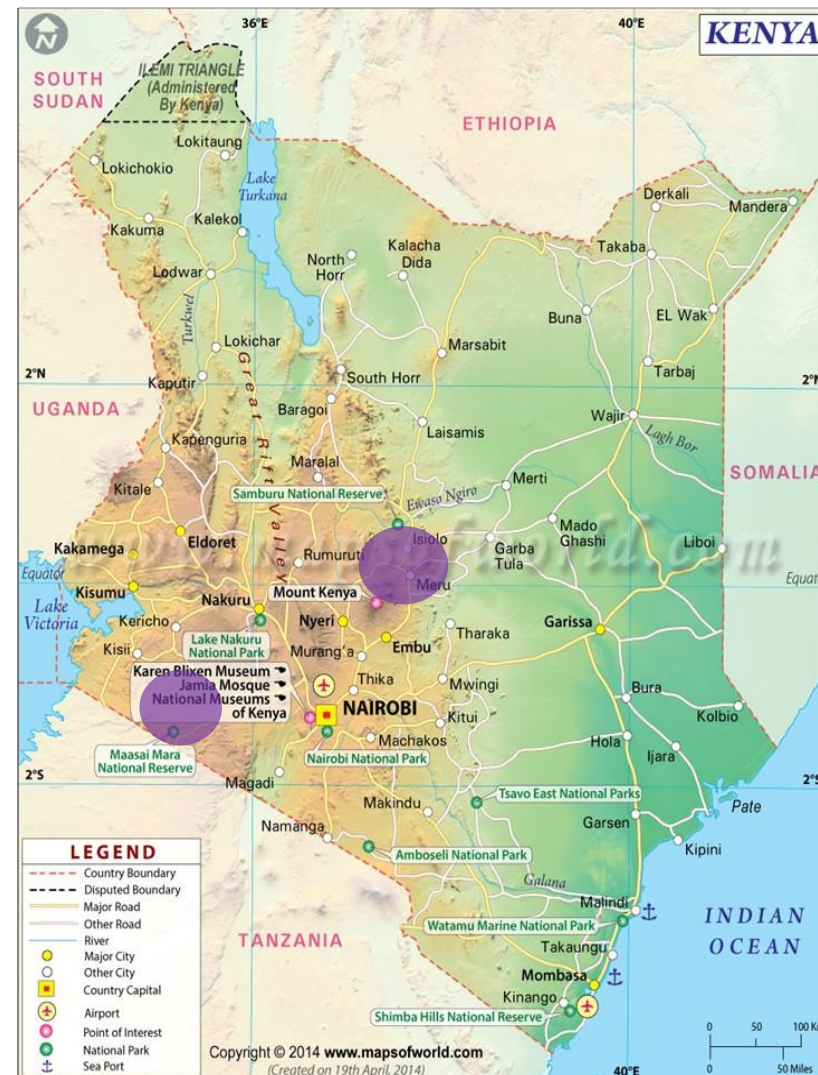 36°E
40°E
KENYA
N
SOUTH
SUDAN
ILEMI TRIANGLE
(Administered
By Kenya)
ETHIOPIA
Lokitaung
Lokichokio
Lake
Turkana
Derkali
Mandera
Kakuma
Kalekol
North
Horr
Kalacha
Dida
Takaba
Lodwar
Turkwel
Buna
EL Wak
Lokichar
Marsabit
2°N
Great Rift Valley
Kaputir
South Horr
Tarbaj
2°N
UGANDA
Baragoi
Laisamis
Wajir
Lagh Bor
Kapenguria
Maralal
SOMALIA
Kitale
Samburu National Reserve
Merti
Ewaso Ngiro
Eldoret
Isiolo
Mado
Ghashi
Kakamega
Rumuruti
Garba
Tula
Liboi
Equator
Meru
Equat
Kisumu
Mount Kenya
Lake
Victoria
Nakuru
Nyeri
Garissa
Kericho
Tharaka
Lake Nakuru
National Park
Embu
Kisii
Murang'a
Karen Blixen Museum
Jamia Mosque
National Museums
of Kenya
Thika
Mwingi
Bura
NAIROBI
Kitui
Kolbio
Machakos
Hola
Ijara
Maasai Mara
National Reserve
Nairobi National Park
2°S
Magadi
2°S
Makindu
Tsavo East National Parks
Pate
Namanga
Garsen
Kipini
Amboseli National Park
LEGEND
Country Boundary
Disputed Boundary
Major Road
Other Road
River
Major City
Other City
Country Capital
Airport
Point of Interest
National Park
Sea Port
Galana
Malindi
INDIAN
OCEAN
Watamu Marine National Park
TANZANIA
Takaungu
Mombasa
Kinango
Shimba Hills National Reserve
0 50 100 K
0 50 Miles
Copyright © 2014 www.mapsofworld.com
(Created on 19th April, 2014)
40°E